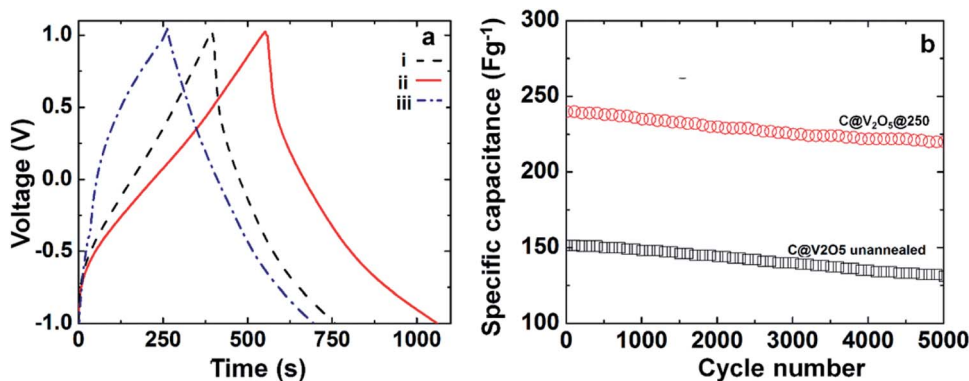 1.0
0.5
0.0
-0.5
-1.0
Voltage (V)
a
i
ii
iii
0 250 500 750 1000
Time (s)
300
250
200
150
100
Specific capacitance (Fg⁻¹)
b
C@V₂O₅@250
C@V2O5 unannealed
0 1000 2000 3000 4000 5000
Cycle number